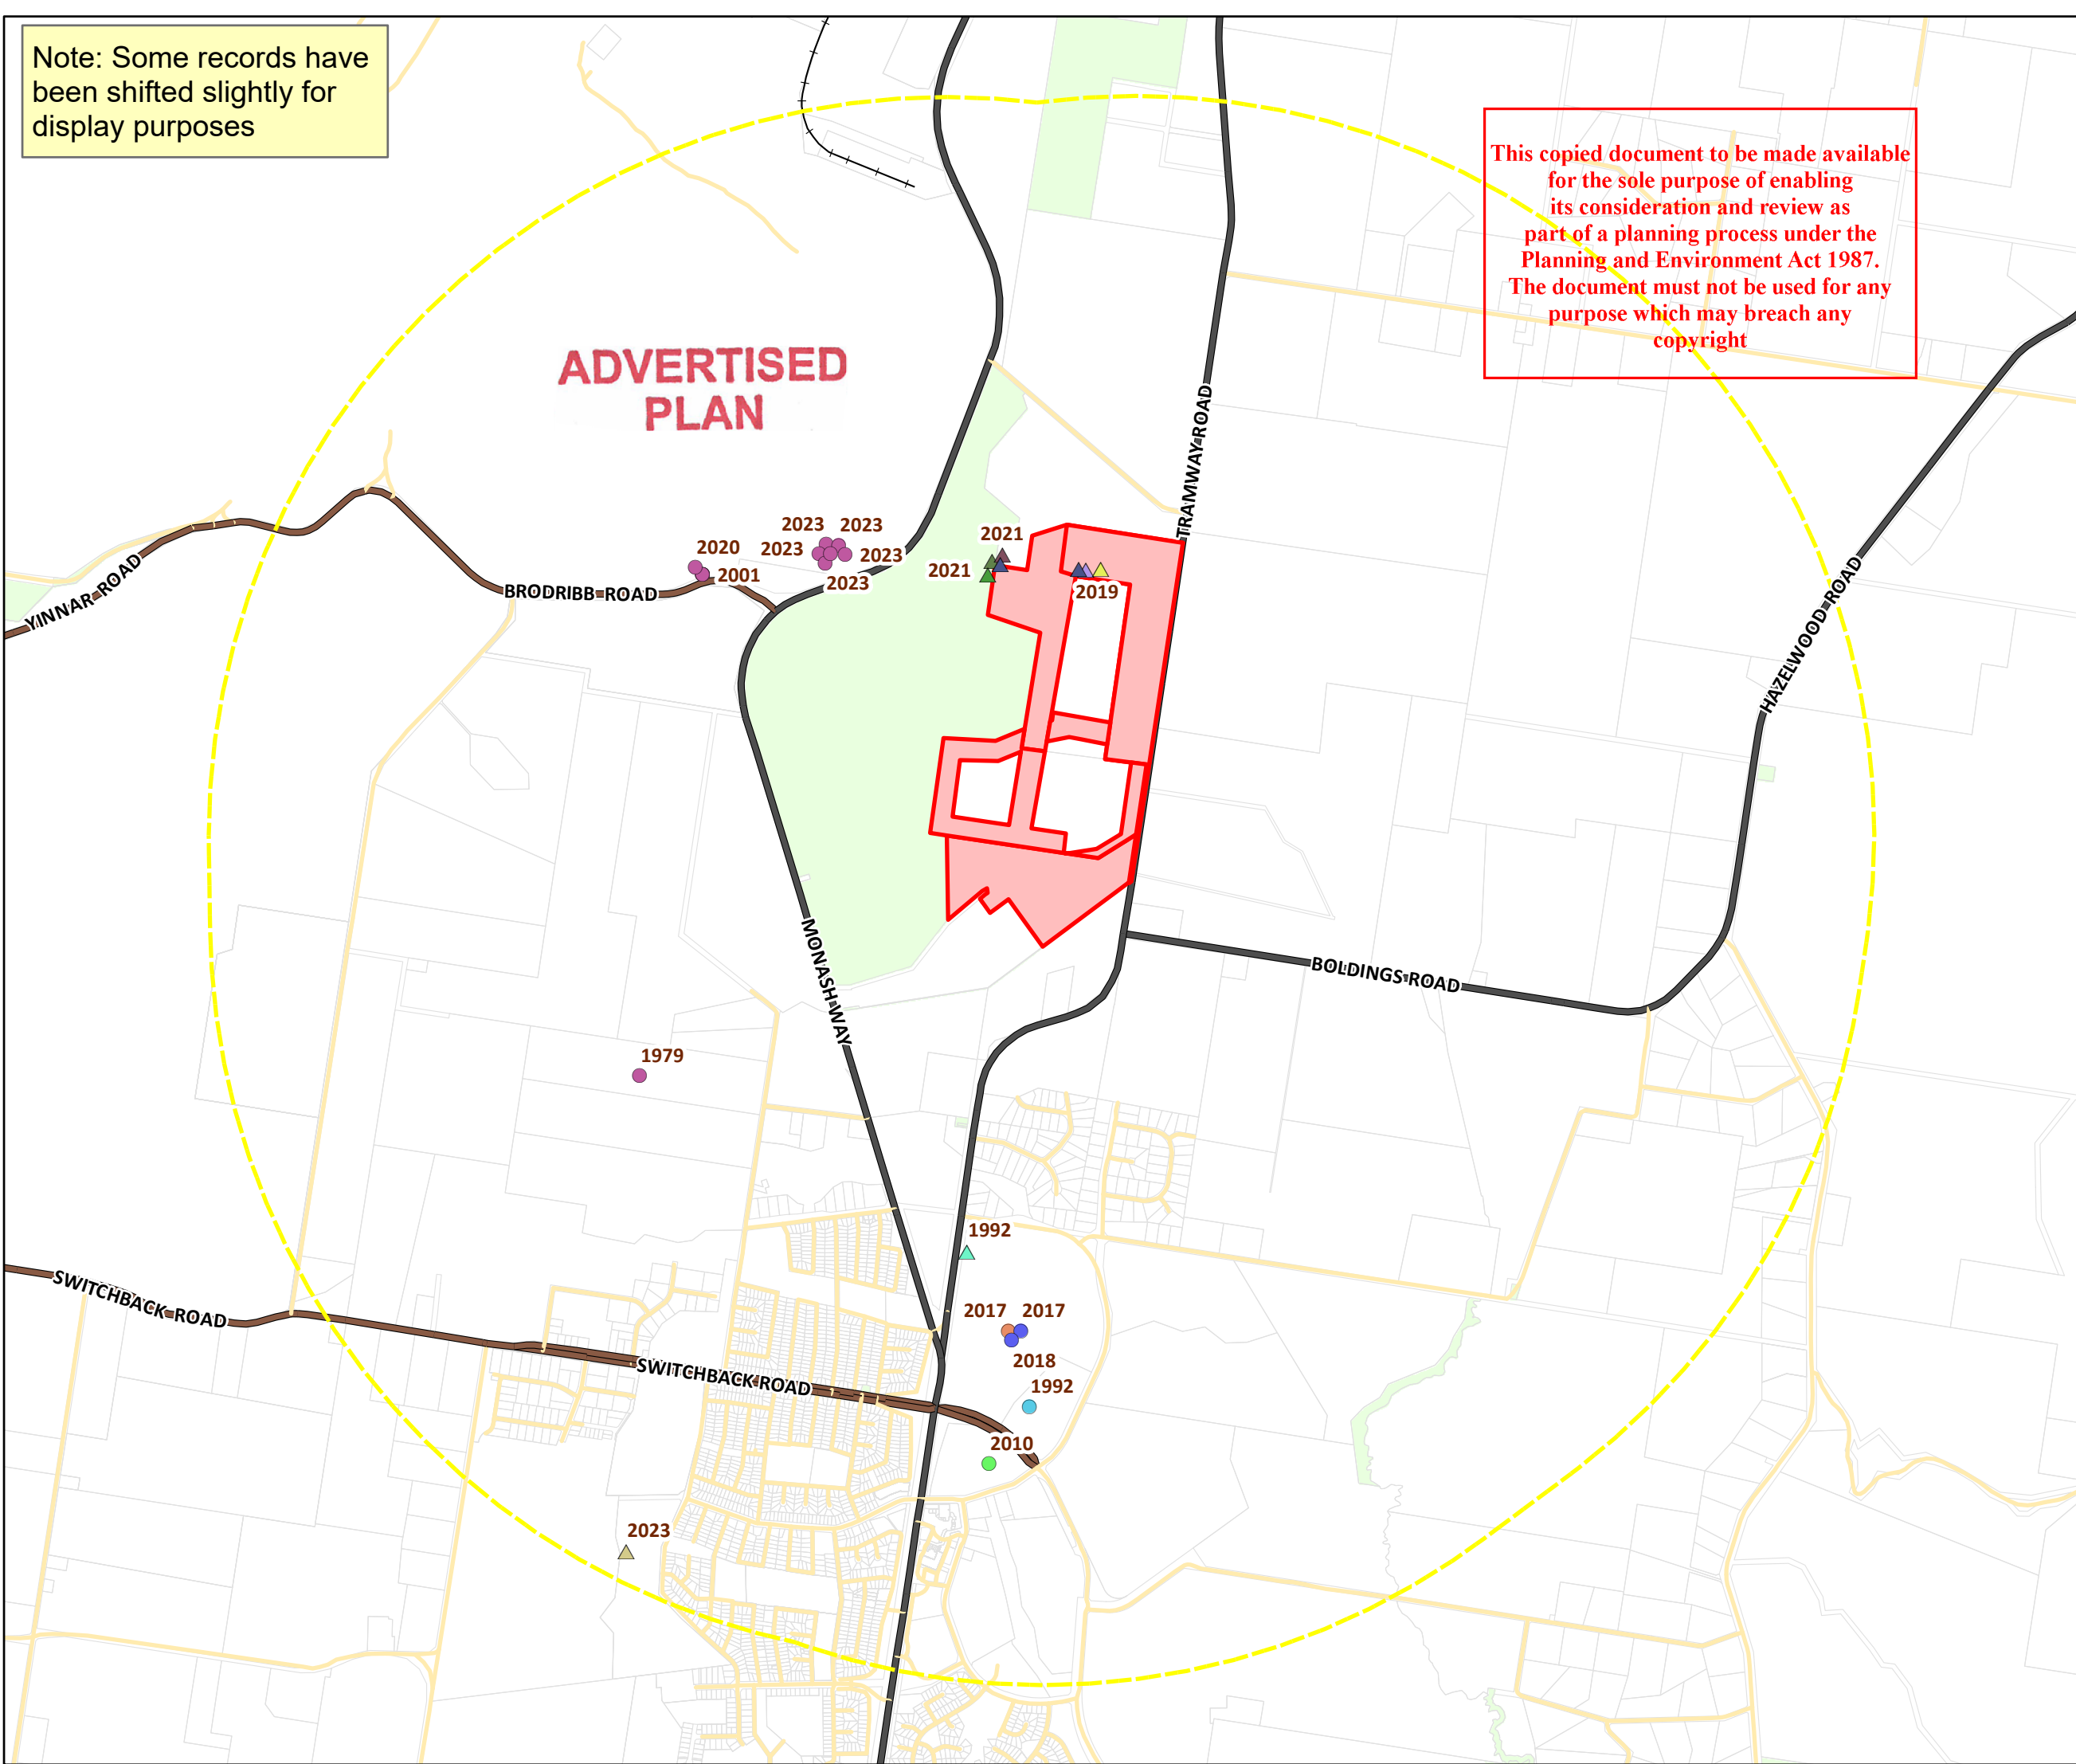 Note: Some records have
been shifted slightly for
display purposes
This copied document to be made available
for the sole purpose of enabling
its consideration and review as
part of a planning process under the
Planning and Environment Act 1987.
The document must not be used for any
purpose which may breach any
copyright
ADVERTISED
PLAN
TRAMWAY ROAD
2023 2023
2023 2023
2023
2020
2001
2021
2021
2019
YINNAR ROAD
BRODRIBB ROAD
HAZELWOOD ROAD
MONASH WAY
BOLDINGS ROAD
1979
1992
SWITCHBACK ROAD
2017 2017
2018
SWITCHBACK ROAD
1992
2010
2023